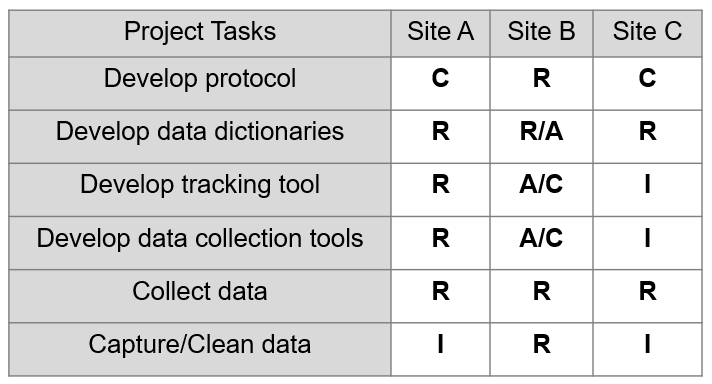 Project Tasks Site A Site B Site C
Develop protocol C R C
Develop data dictionaries R R/A R
Develop tracking tool R A/C I
Develop data collection tools R A/C I
Collect data R R R
Capture/Clean data I R I